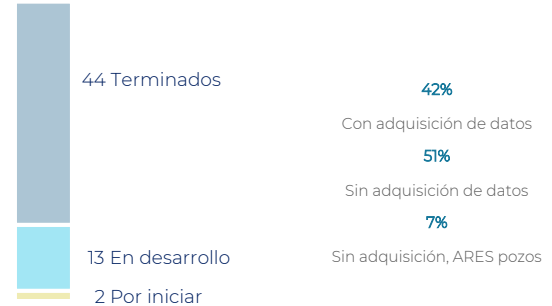 44 Terminados
13 En desarrollo
2 Por iniciar
42%
Con adquisición de datos
51%
Sin adquisición de datos
7%
Sin adquisición, ARES pozos